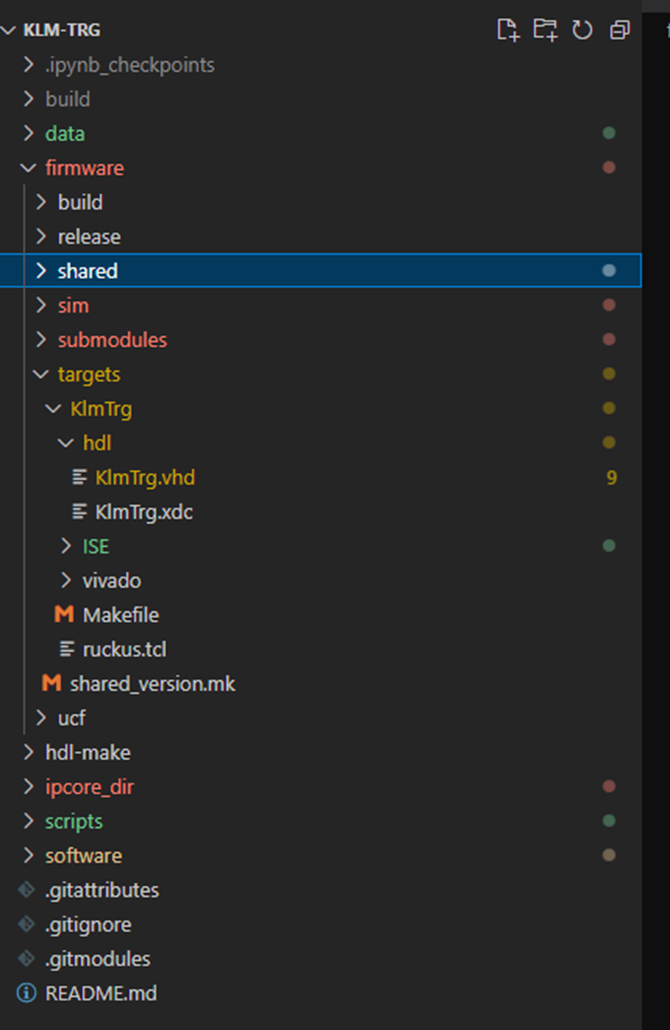 KLM-TRG
.ipynb_checkpoints
build
data
firmware
build
release
shared
sim
submodules
targets
KlmTrg
hdl
KlmTrg.vhd 9
KlmTrg.xdc
ISE
vivado
Makefile
ruckus.tcl
shared_version.mk
ucf
hdl-make
ipcore_dir
scripts
software
.gitattributes
.gitignore
.gitmodules
README.md